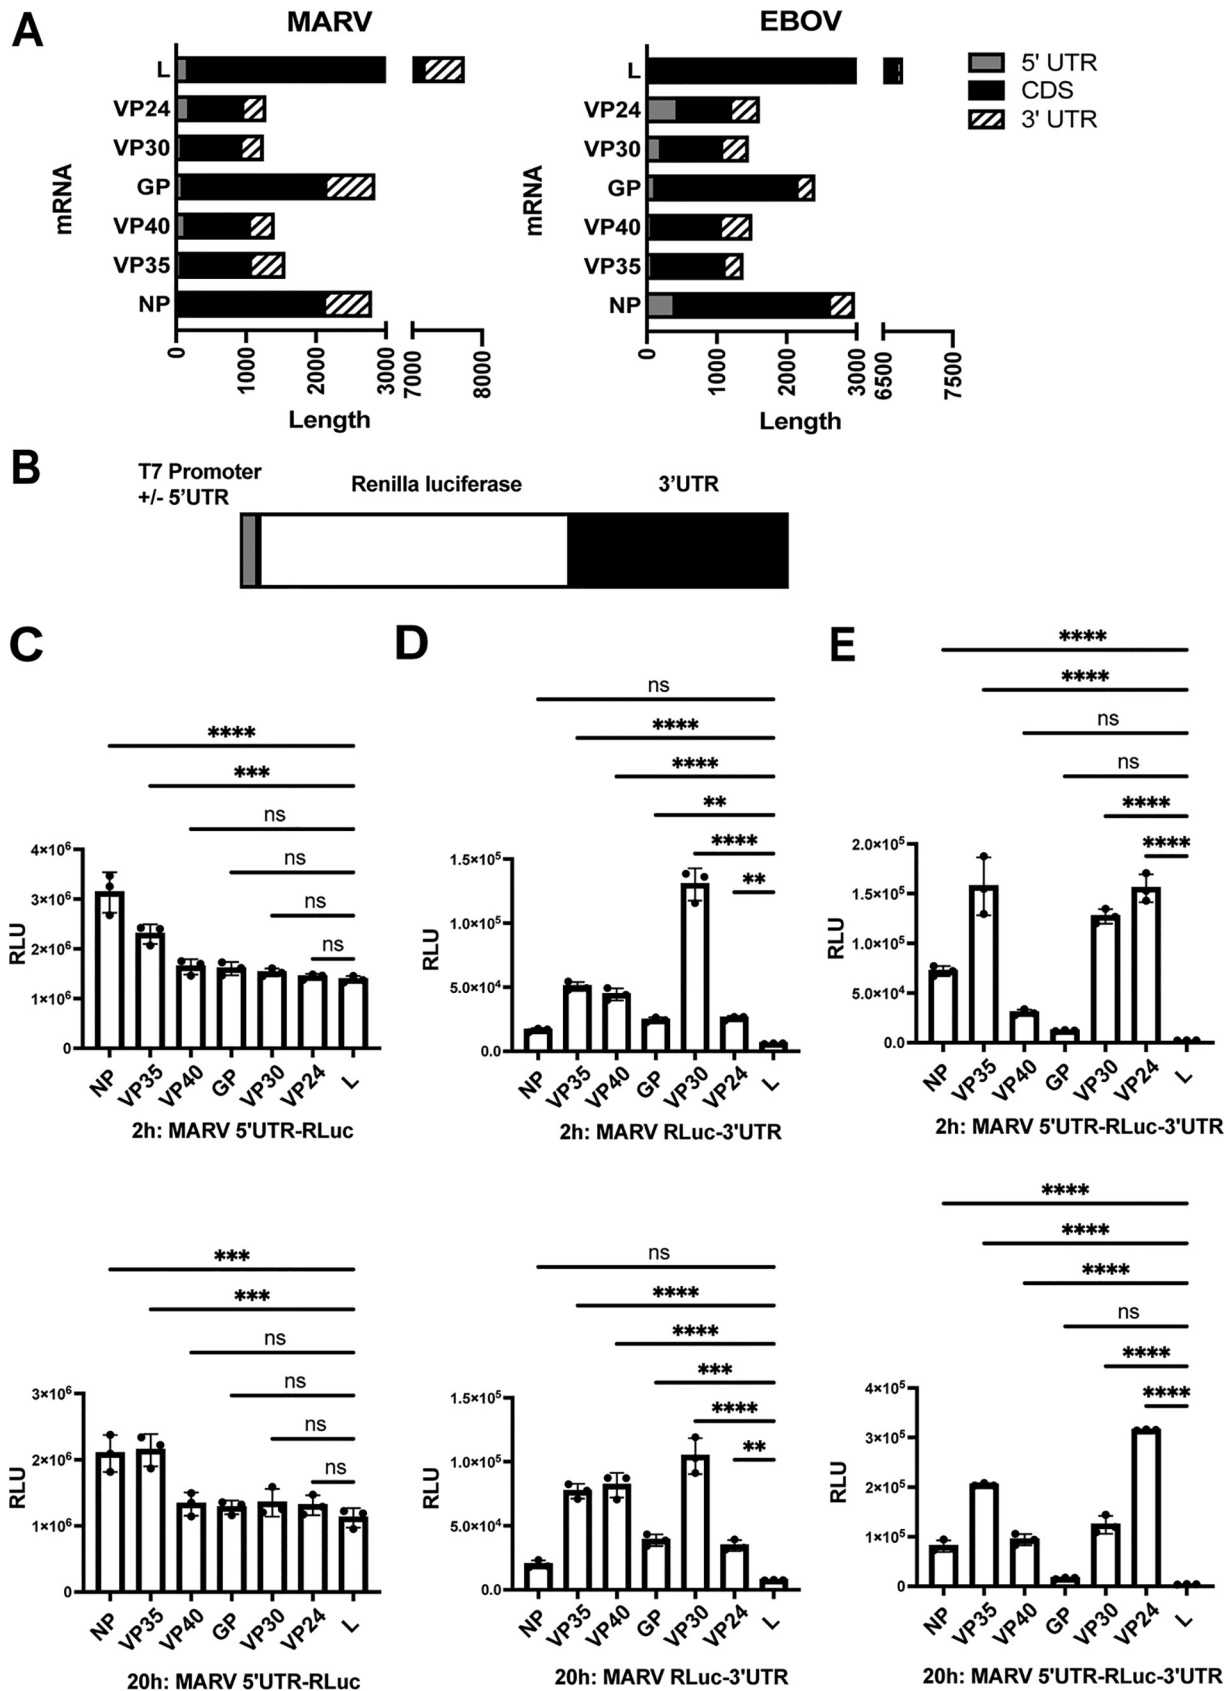 A
MARV
EBOV
5' UTR
CDS
3' UTR
mRNA
L
VP24
VP30
GP
VP40
VP35
NP
0
1000
2000
3000
7000
8000
Length
mRNA
L
VP24
VP30
GP
VP40
VP35
NP
0
1000
2000
3000
6500
7500
Length
B
T7 Promoter
+/- 5'UTR
Renilla luciferase
3'UTR
C
****
***
ns
ns
ns
ns
RLU
4×10⁶
3×10⁶
2×10⁶
1×10⁶
0
NP VP35 VP40 GP VP30 VP24 L
2h: MARV 5'UTR-RLuc
D
ns
****
****
**
****
**
RLU
1.5×10⁵
1.0×10⁵
5.0×10⁴
0.0
NP VP35 VP40 GP VP30 VP24 L
2h: MARV RLuc-3'UTR
E
****
****
ns
ns
****
****
RLU
2.0×10⁵
1.5×10⁵
1.0×10⁵
5.0×10⁴
0.0
NP VP35 VP40 GP VP30 VP24 L
2h: MARV 5'UTR-RLuc-3'UTR
***
***
ns
ns
ns
ns
RLU
3×10⁶
2×10⁶
1×10⁶
0
NP VP35 VP40 GP VP30 VP24 L
20h: MARV 5'UTR-RLuc
ns
****
****
***
****
**
RLU
1.5×10⁵
1.0×10⁵
5.0×10⁴
0.0
NP VP35 VP40 GP VP30 VP24 L
20h: MARV RLuc-3'UTR
****
****
****
ns
****
****
RLU
4×10⁵
3×10⁵
2×10⁵
1×10⁵
0
NP VP35 VP40 GP VP30 VP24 L
20h: MARV 5'UTR-RLuc-3'UTR